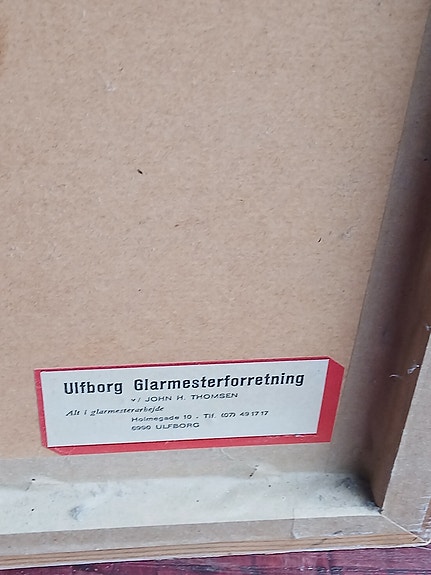 Ulfborg Glarmesterforretning
v/ JOHN H. THOMSEN
Alt i glarmesterarbejde
Holmegade 10 . Tlf. (07) 49 17 17
6990 ULFBORG